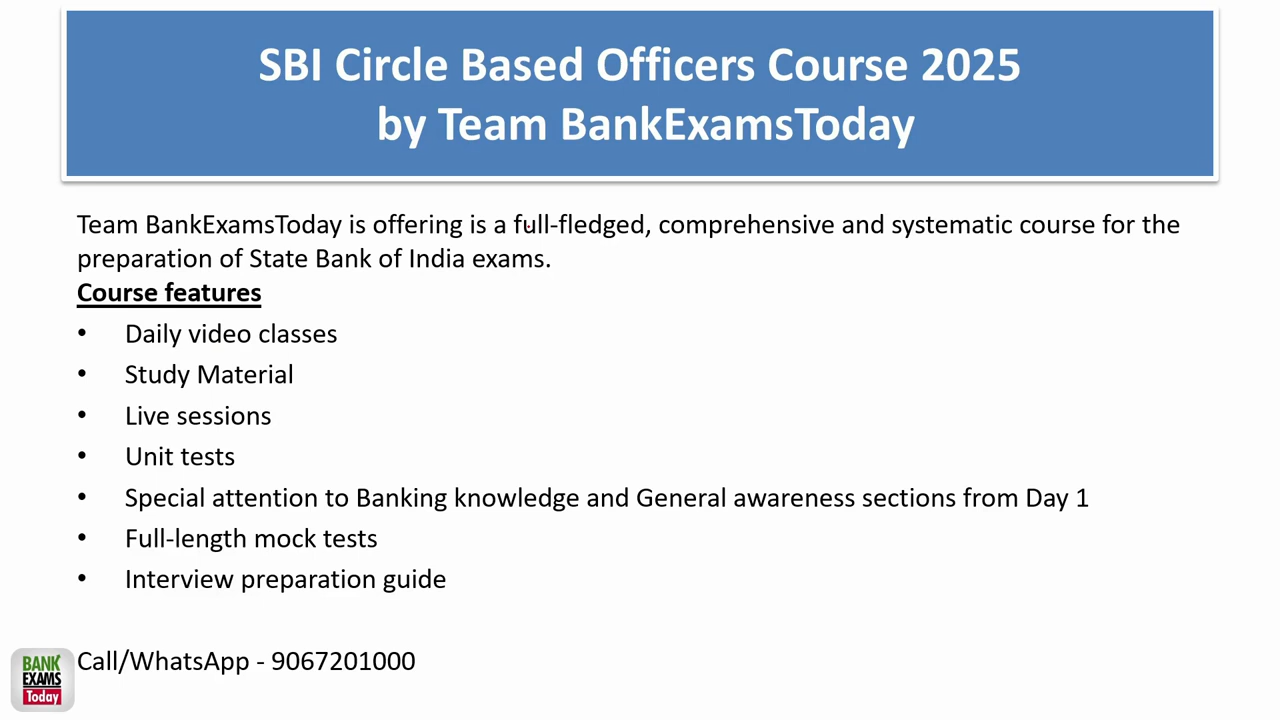 SBI Circle Based Officers Course 2025
by Team BankExamsToday
Team BankExamsToday is offering is a full-fledged, comprehensive and systematic course for the
preparation of State Bank of India exams.
Course features
• Daily video classes
• Study Material
• Live sessions
• Unit tests
• Special attention to Banking knowledge and General awareness sections from Day 1
• Full-length mock tests
• Interview preparation guide
Call/WhatsApp - 9067201000
BANK
EXAMS
Today